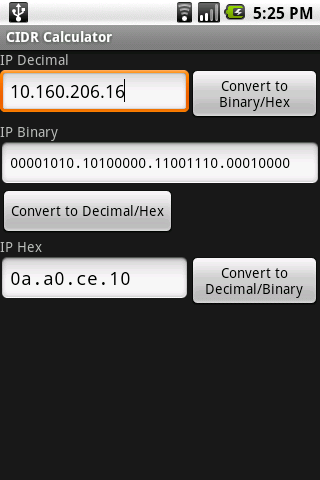 5:25 PM
CIDR Calculator
IP Decimal
10.160.206.16
Convert to
Binary/Hex
IP Binary
00001010.10100000.11001110.00010000
Convert to Decimal/Hex
IP Hex
0a.a0.ce.10
Convert to
Decimal/Binary